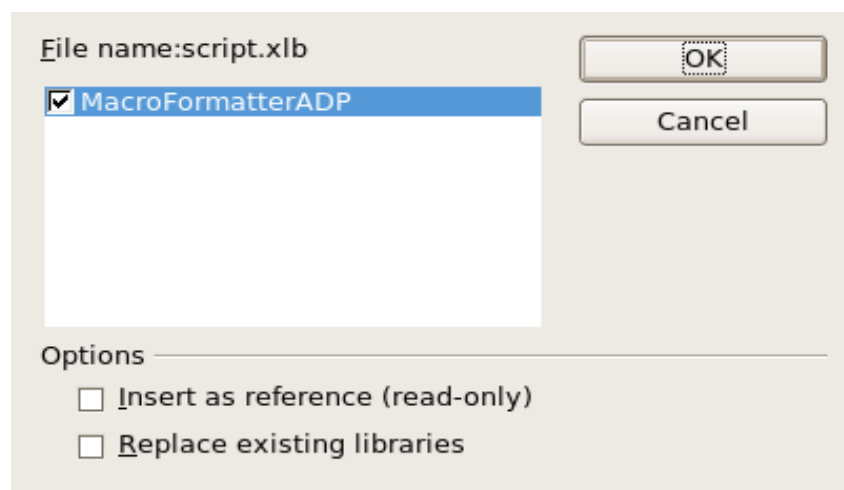 File name:script.xlb
OK
MacroFormatterADP
Cancel
Options
Insert as reference (read-only)
Replace existing libraries